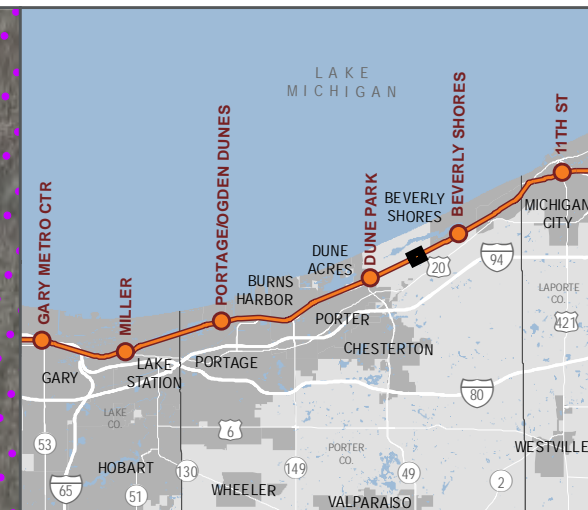 LAKE
MICHIGAN
GARY METRO CTR
MILLER
PORTAGE/OGDEN DUNES
DUNE PARK
BEVERLY SHORES
11TH ST
BEVERLY
SHORES
MICHIGAN
CITY
DUNE
ACRES
BURNS
HARBOR
20
94
LAPORTE
CO.
421
PORTER
CHESTERTON
PORTAGE
LAKE
STATION
GARY
80
LAKE
CO.
6
53
PORTER
CO.
WESTVILLE
HOBART
130
149
49
2
65
51
WHEELER
VALPARAISO